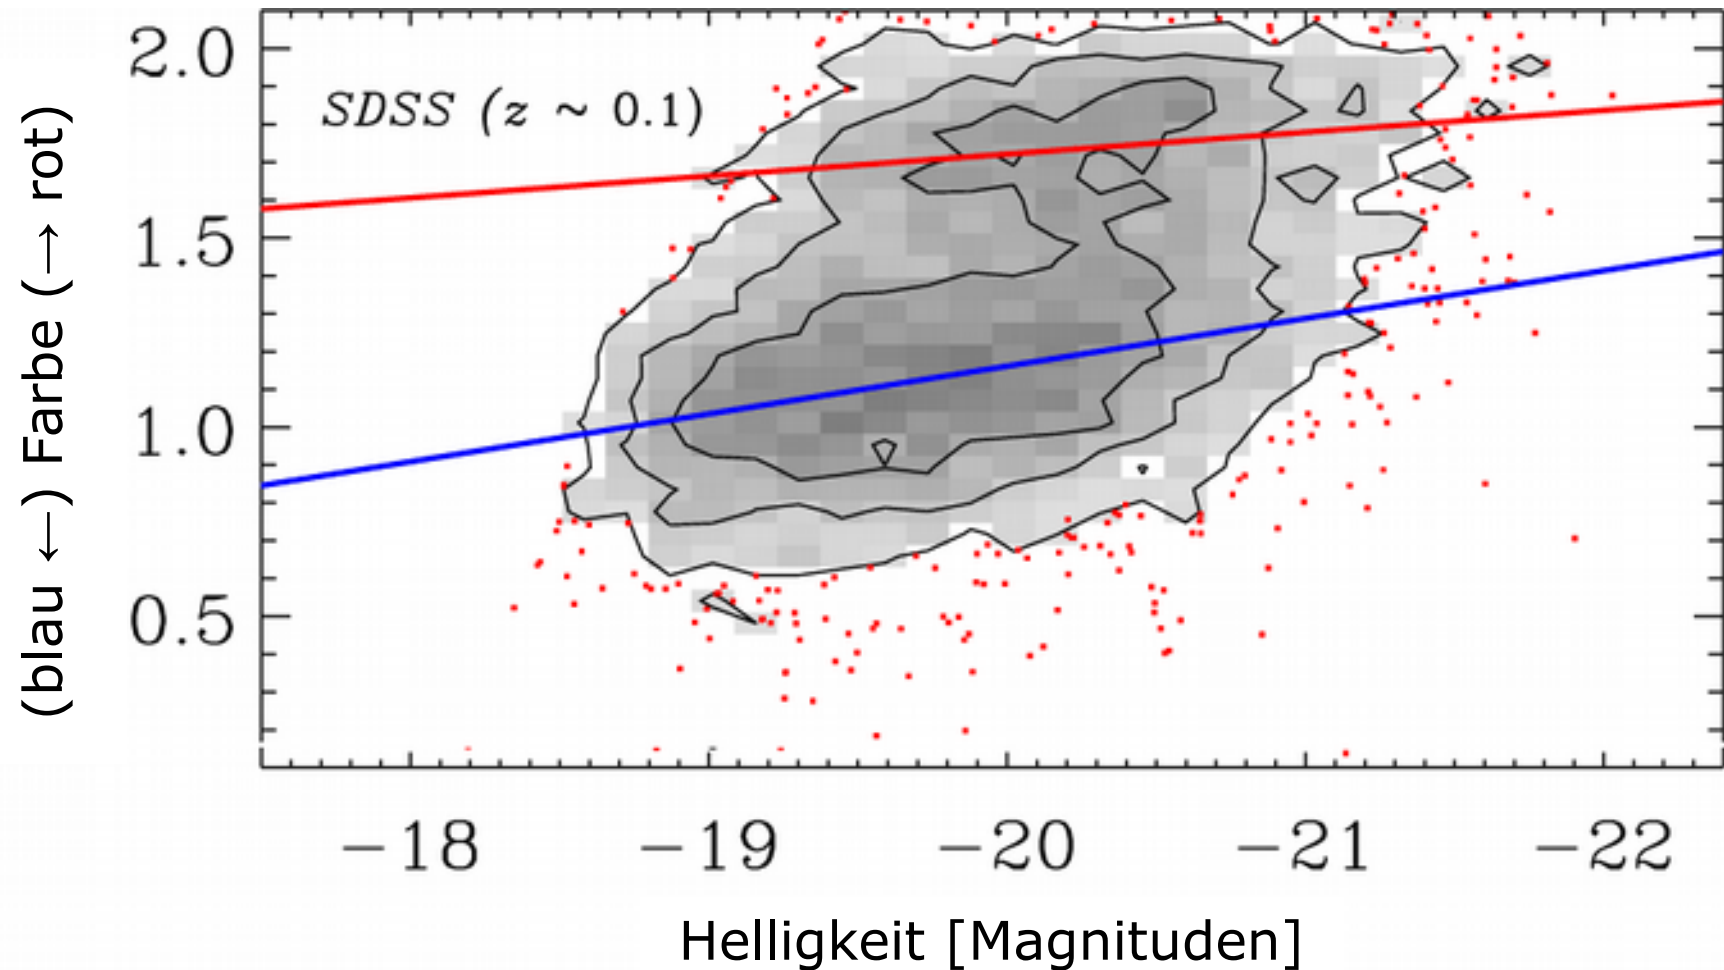 (blau ←) Farbe (→ rot)
2.0
1.5
1.0
0.5
SDSS (z ~ 0.1)
−18 −19 −20 −21 −22
Helligkeit [Magnituden]